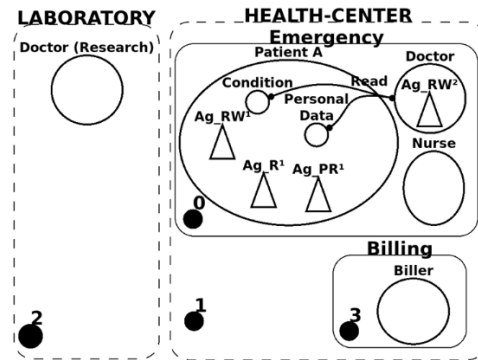 LABORATORY
HEALTH-CENTER
Emergency
Doctor (Research)
Patient A
Doctor
Condition
Read
Ag_RW²
Personal
Data
Ag_RW¹
Nurse
Ag_R¹
Ag_PR¹
0
Billing
Biller
1
2
3